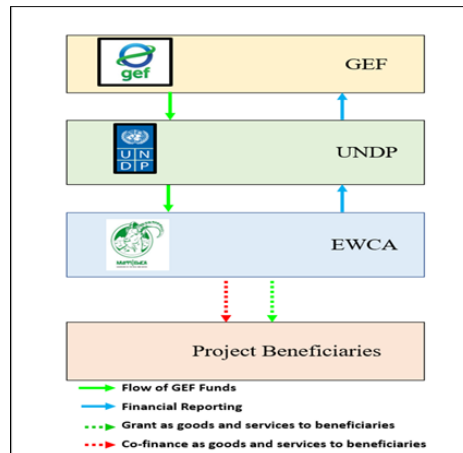 gef
GEF
U N
D P
UNDP
EWCA
Project Beneficiaries
Flow of GEF Funds
Financial Reporting
Grant as goods and services to beneficiaries
Co-finance as goods and services to beneficiaries